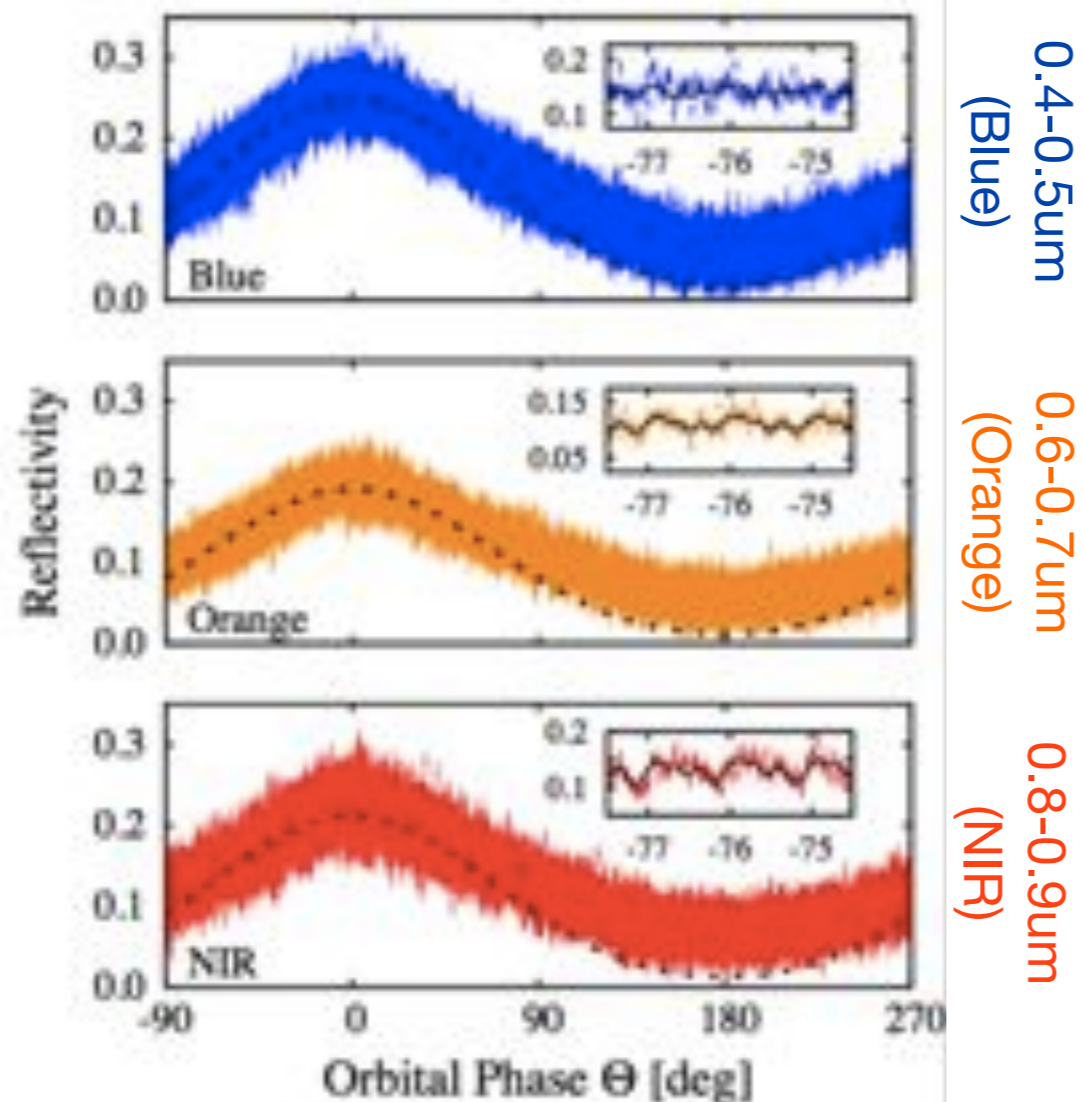 0.3
0.2
0.1
0.0
Blue
0.2
0.1
-77 -76 -75
0.4-0.5um
(Blue)
Reflectivity
0.3
0.2
0.1
0.0
Orange
0.15
0.05
-77 -76 -75
0.6-0.7um
(Orange)
0.3
0.2
0.1
0.0
NIR
0.2
0.1
-77 -76 -75
0.8-0.9um
(NIR)
-90 0 90 180 270
Orbital Phase Θ [deg]